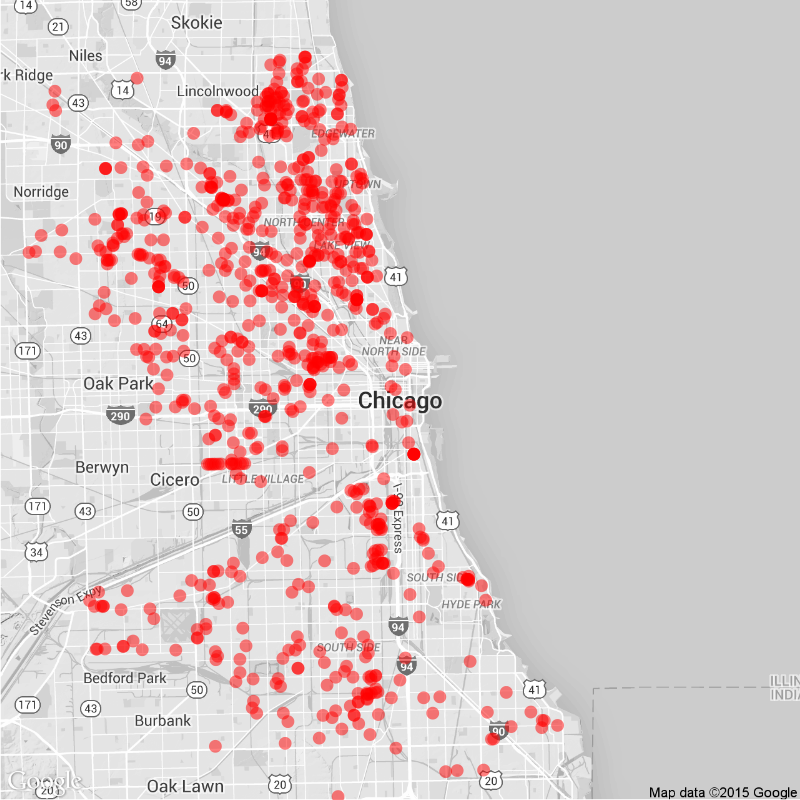 14
58
21
Skokie
Niles
94
rk Ridge
14
Lincolnwood
43
90
EDGEWATER
Norridge
UPTOWN
19
NORTH CENTER
94
LAKE VIEW
41
50
90
64
43
NEAR
NORTH SIDE
171
50
Oak Park
290
290
Chicago
Berwyn
Cicero
LITTLE VILLAGE
171
43
50
I-90 Express
41
55
34
SOUTH SIDE
Stevenson Expy
HYDE PARK
94
SOUTH SIDE
94
Bedford Park
ILLIN
INDIA
50
41
171
43
Burbank
90
Google
20
Oak Lawn
20
20
Map data ©2015 Google